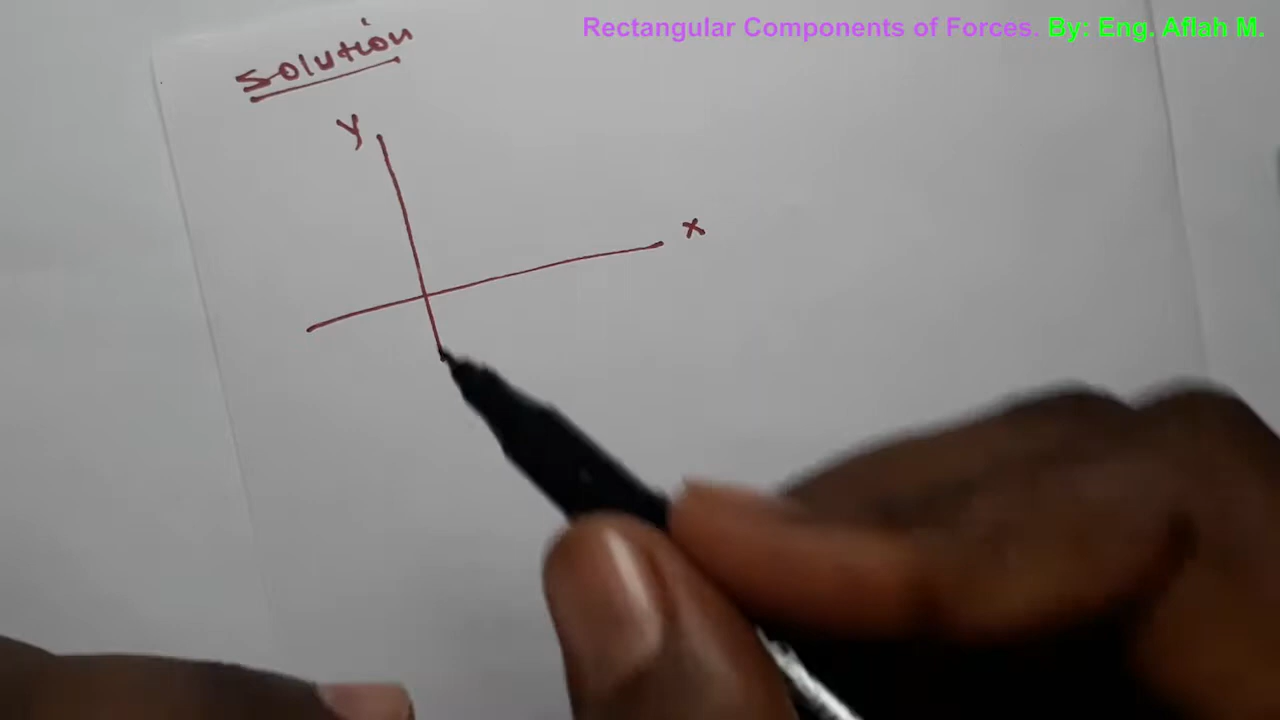 Rectangular Components of Forces. By: Eng. Aflah M.
Solution
y
x